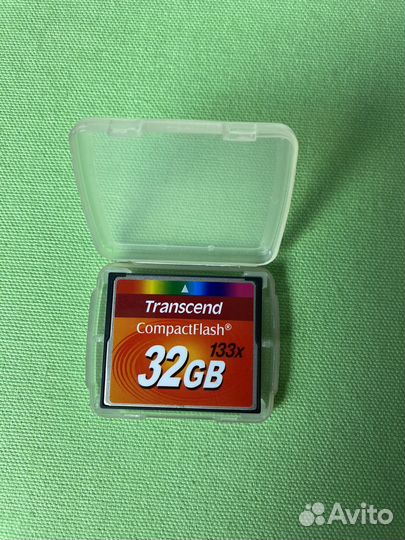 Transcend
CompactFlash®
133x
32GB
Avito